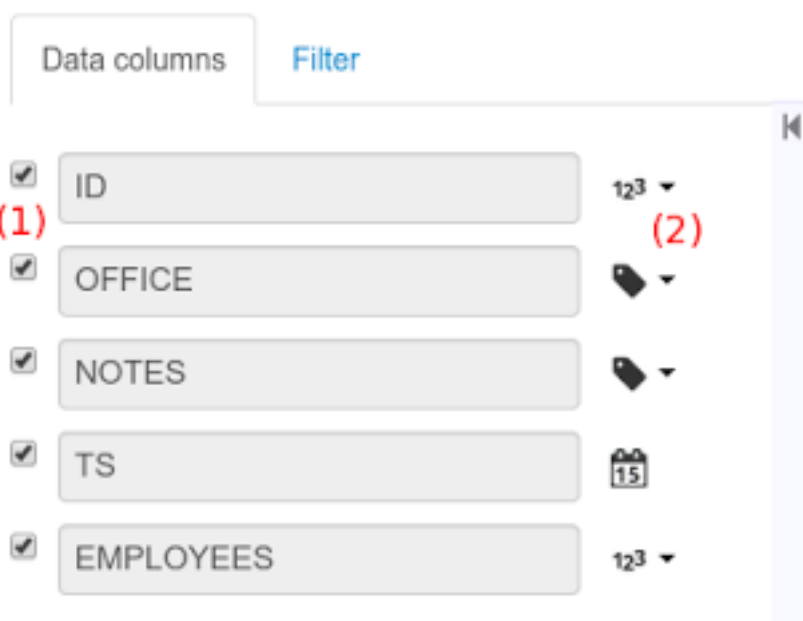 Data columns Filter
ID 123
(1) (2)
OFFICE
NOTES
TS 15
EMPLOYEES 123